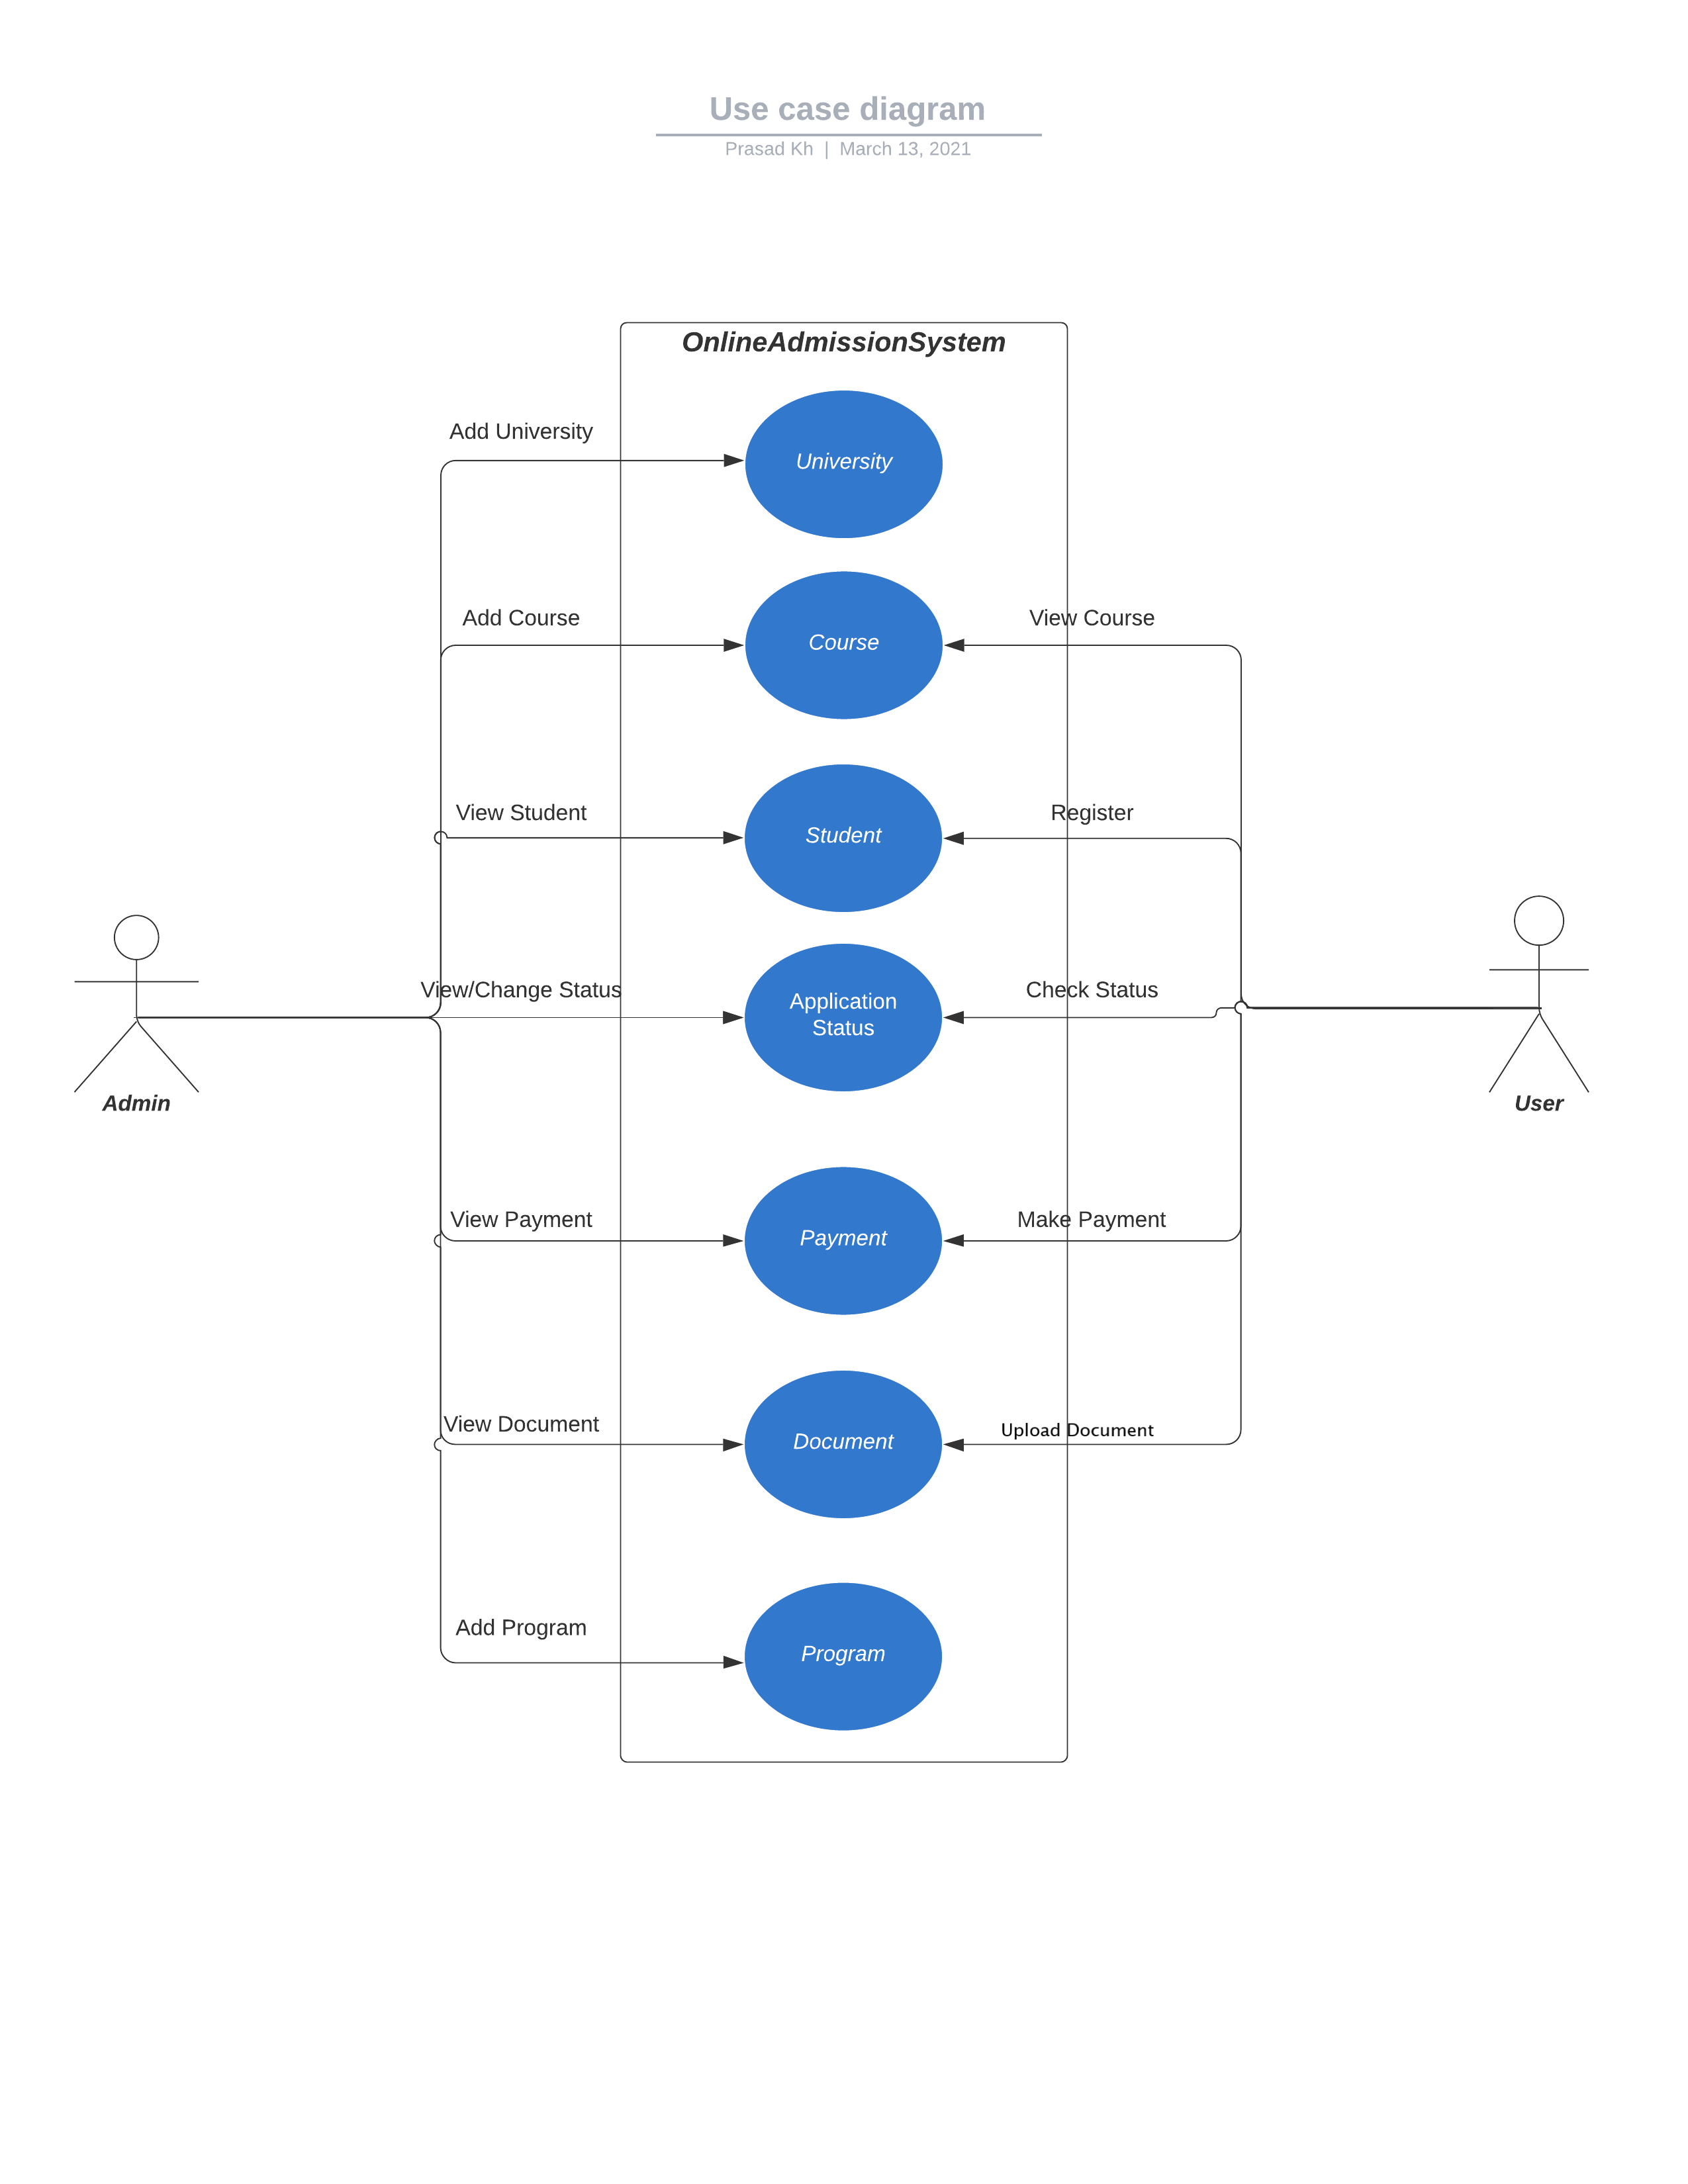 Use case diagram
Prasad Kh | March 13, 2021
OnlineAdmissionSystem
Add University
University
Add Course
Course
View Course
View Student
Student
Register
View/Change Status
Application
Status
Check Status
Admin
User
View Payment
Payment
Make Payment
View Document
Document
Upload Document
Add Program
Program